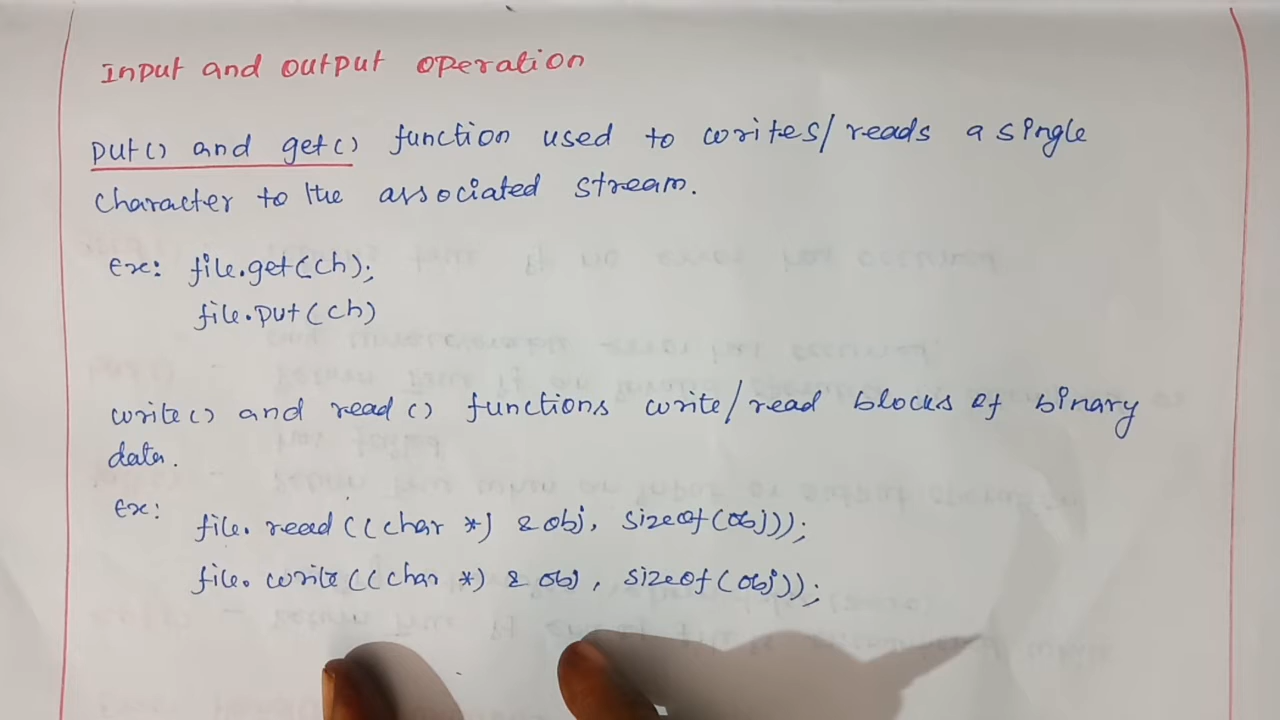 Input and output operation
put() and get() function used to writes/reads a single
character to the associated stream.
Ex: file.get(ch);
file.put(ch)
write() and read() functions write/read blocks of binary
data.
Ex:
file. read((char *) & obj, sizeof(obj));
file. write((char *) & obj, sizeof(obj));